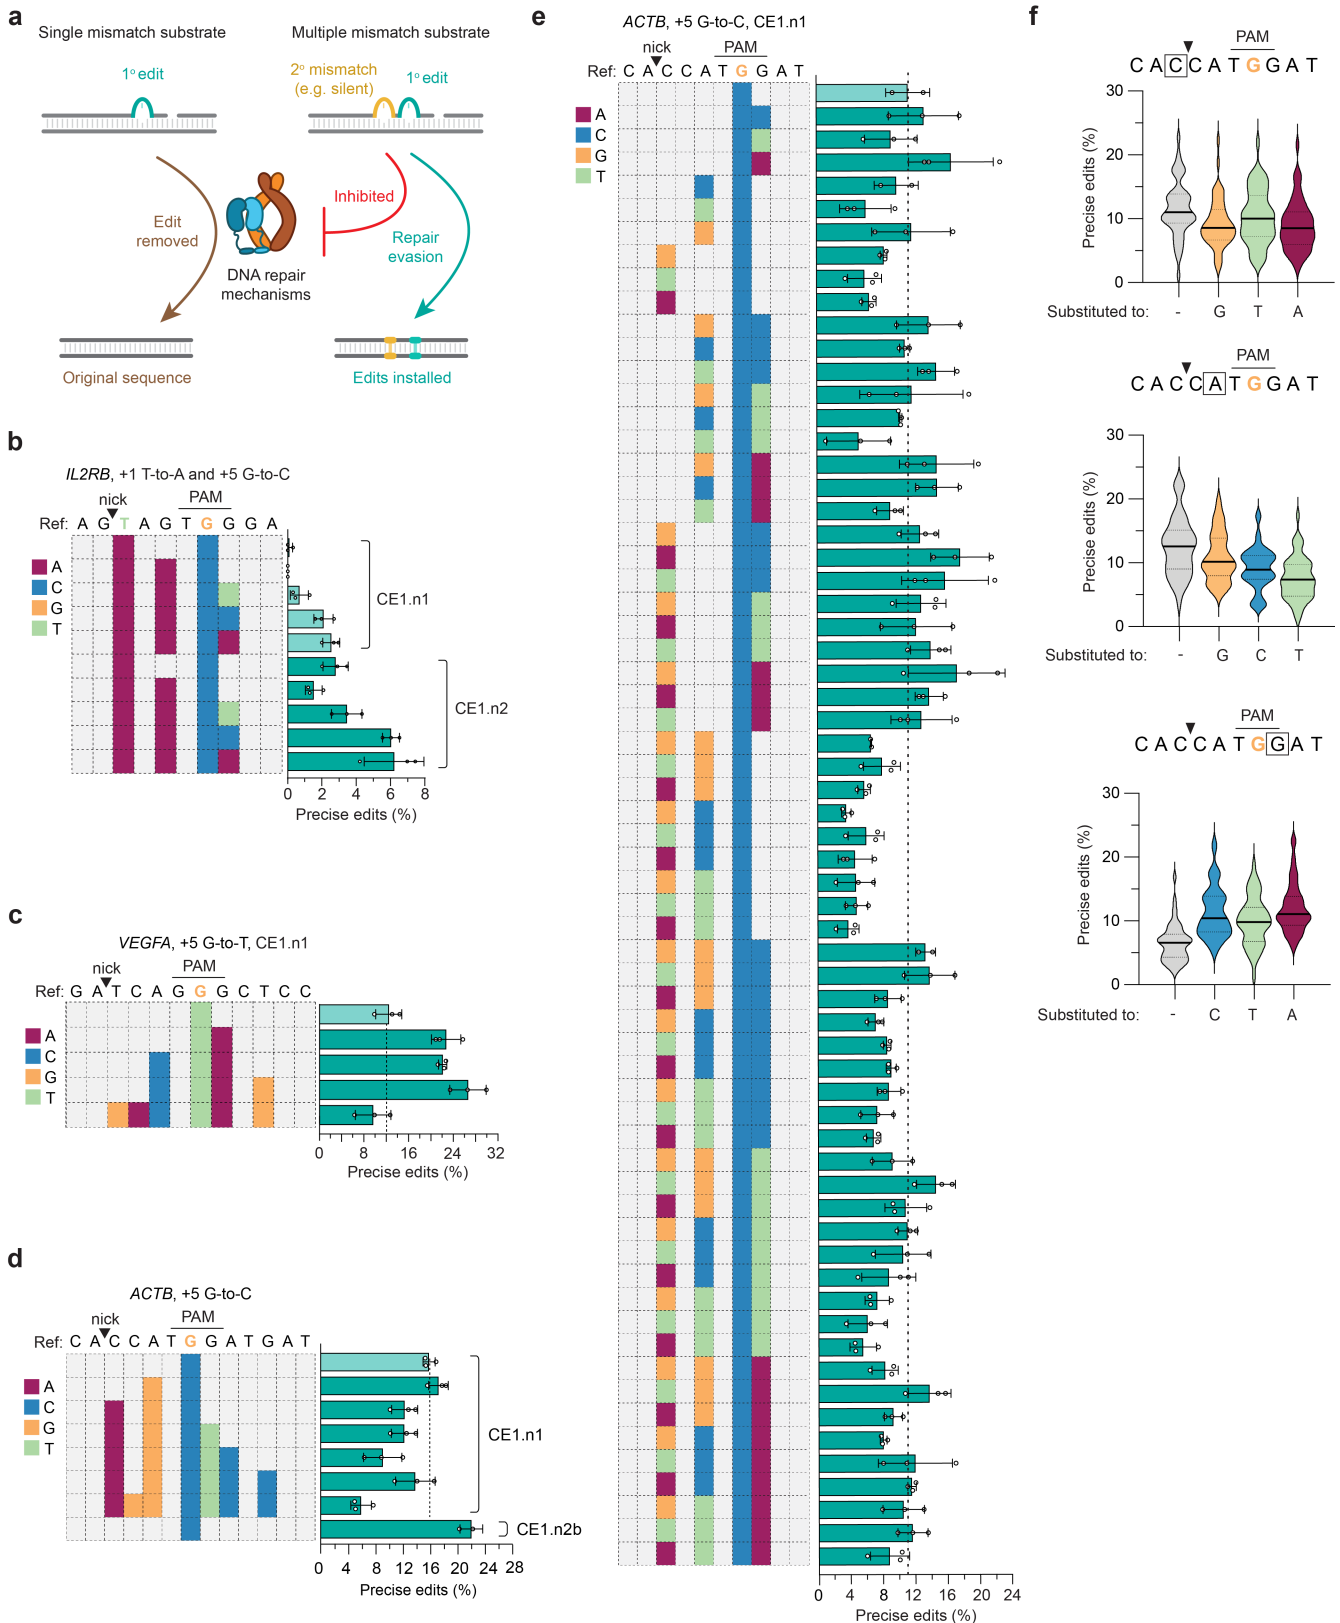 a
Single mismatch substrate
Multiple mismatch substrate
1° edit
2° mismatch
(e.g. silent)
1° edit
Edit
removed
Inhibited
Repair
evasion
DNA repair
mechanisms
Original sequence
Edits installed
b
IL2RB, +1 T-to-A and +5 G-to-C
nick
PAM
Ref: A G T A G T G G G A
A
C
G
T
CE1.n1
CE1.n2
0 2 4 6 8
Precise edits (%)
c
VEGFA, +5 G-to-T, CE1.n1
nick
PAM
Ref: G A T C A G G G C T C C
A
C
G
T
0 8 16 24 32
Precise edits (%)
d
ACTB, +5 G-to-C
nick
PAM
Ref: C A C C A T G G A T G A T
A
C
G
T
CE1.n1
CE1.n2b
0 4 8 12 16 20 24 28
Precise edits (%)
e
ACTB, +5 G-to-C, CE1.n1
nick
PAM
Ref: C A C C A T G G A T
A
C
G
T
0 4 8 12 16 20 24
Precise edits (%)
f
PAM
C A C C A T G G A T
30
20
10
0
Precise edits (%)
Substituted to: - G T A
PAM
C A C C A T G G A T
30
20
10
0
Precise edits (%)
Substituted to: - G C T
PAM
C A C C A T G G A T
30
20
10
0
Precise edits (%)
Substituted to: - C T A